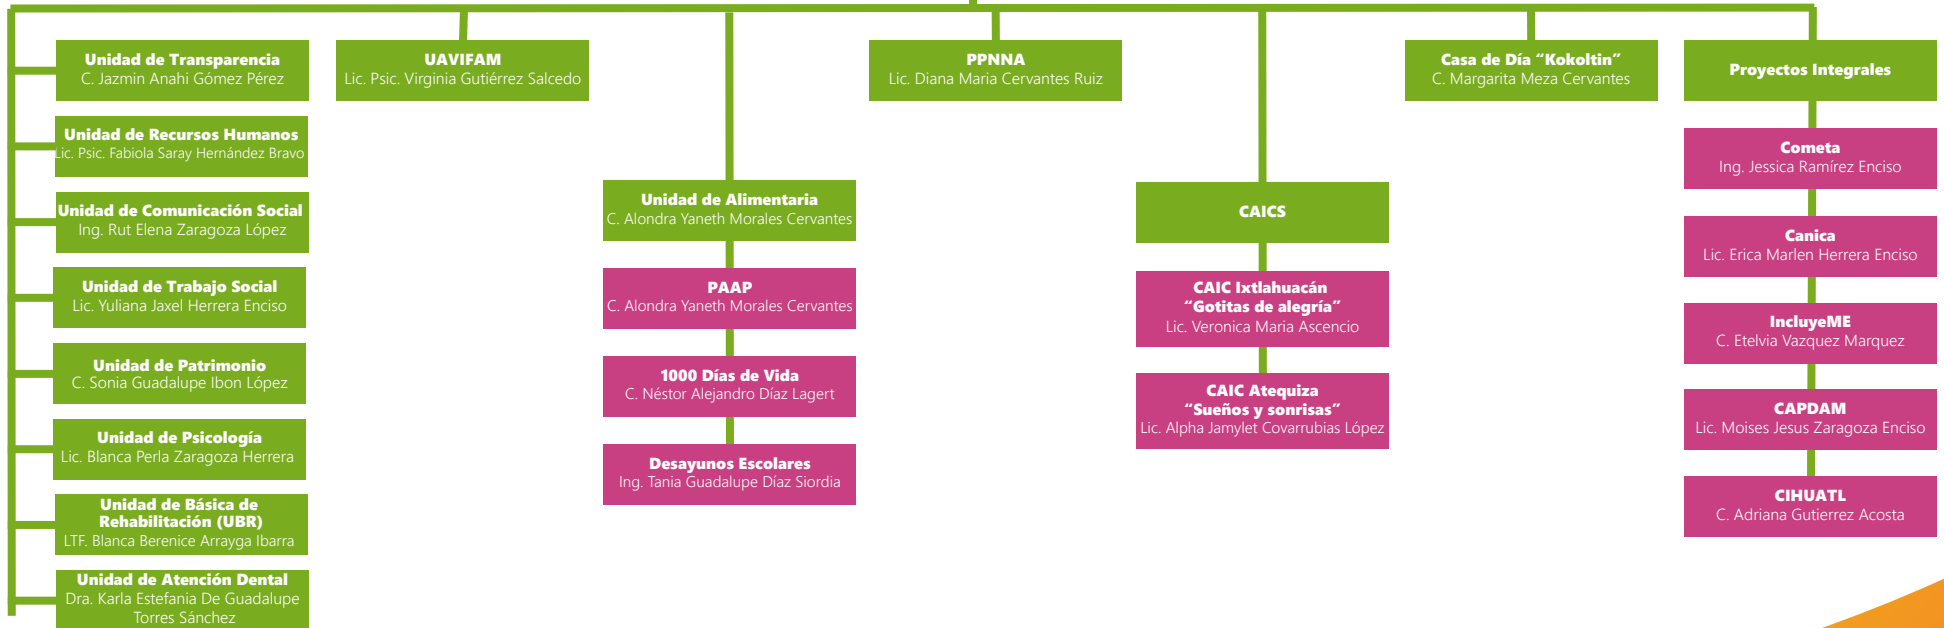 Unidad de Transparencia
C. Jazmin Anahi Gómez Pérez
Unidad de Recursos Humanos
Lic. Psic. Fabiola Saray Hernández Bravo
Unidad de Comunicación Social
Ing. Rut Elena Zaragoza López
Unidad de Trabajo Social
Lic. Yuliana Jaxel Herrera Enciso
Unidad de Patrimonio
C. Sonia Guadalupe Ibon López
Unidad de Psicología
Lic. Blanca Perla Zaragoza Herrera
Unidad de Básica de
Rehabilitación (UBR)
LTF. Blanca Berenice Arrayga Ibarra
Unidad de Atención Dental
Dra. Karla Estefania De Guadalupe
Torres Sánchez
UAVIFAM
Lic. Psic. Virginia Gutiérrez Salcedo
Unidad de Alimentaria
C. Alondra Yaneth Morales Cervantes
PAAP
C. Alondra Yaneth Morales Cervantes
1000 Días de Vida
C. Néstor Alejandro Díaz Lagert
Desayunos Escolares
Ing. Tania Guadalupe Díaz Siordia
PPNNA
Lic. Diana Maria Cervantes Ruiz
CAICS
CAIC Ixtlahuacán
“Gotitas de alegría”
Lic. Veronica Maria Ascencio
CAIC Atequiza
“Sueños y sonrisas”
Lic. Alpha Jamylet Covarrubias López
Casa de Día “Kokoltin”
C. Margarita Meza Cervantes
Proyectos Integrales
Cometa
Ing. Jessica Ramírez Enciso
Canica
Lic. Erica Marlen Herrera Enciso
IncluyeME
C. Etelvia Vazquez Marquez
CAPDAM
Lic. Moises Jesus Zaragoza Enciso
CIHUATL
C. Adriana Gutierrez Acosta